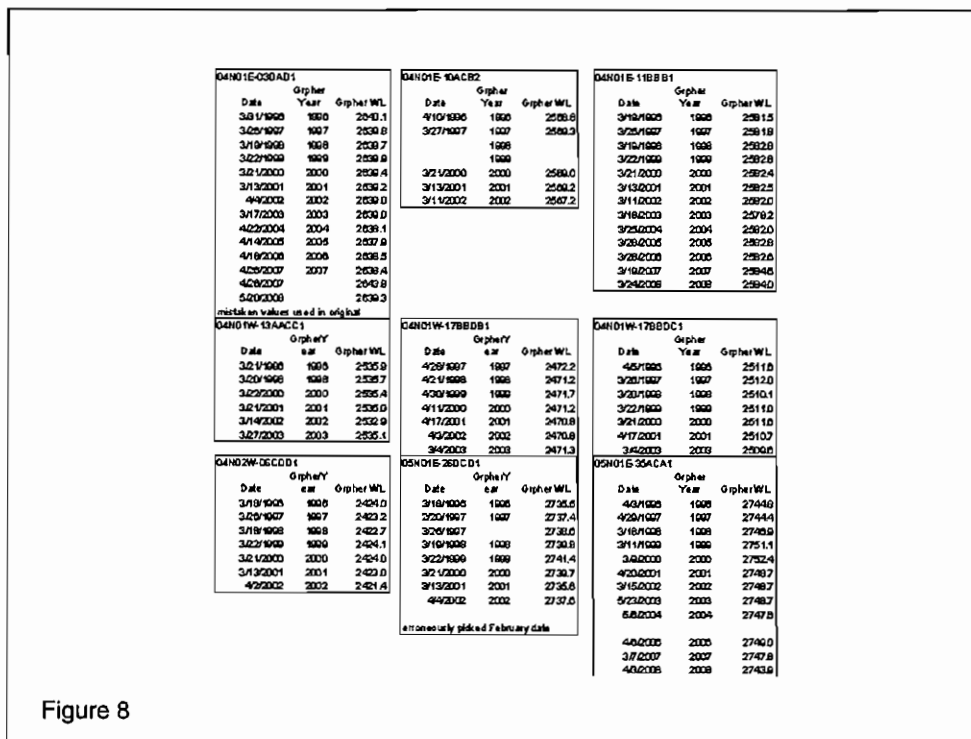 04N01E-030AD1
Grpher
Date Year Grpher WL
3/31/1996 1996 2640.1
3/26/1997 1997 2639.8
3/19/1998 1998 2639.7
3/22/1999 1999 2639.9
3/21/2000 2000 2639.4
3/13/2001 2001 2639.2
4/4/2002 2002 2639.0
3/17/2003 2003 2639.0
4/22/2004 2004 2638.1
4/14/2005 2005 2637.9
4/18/2006 2006 2638.5
4/26/2007 2007 2638.4
4/26/2007 2643.8
5/20/2008 2639.3
mistaken values used in original
04N01E-10ACB2
Grpher
Date Year Grpher WL
4/10/1996 1996 2568.8
3/27/1997 1997 2569.3
1998
1999
3/21/2000 2000 2569.0
3/13/2001 2001 2569.2
3/11/2002 2002 2567.2
04N01E-11BBB1
Grpher
Date Year Grpher WL
3/19/1996 1996 2581.5
3/25/1997 1997 2581.8
3/19/1998 1998 2582.8
3/22/1999 1999 2582.8
3/21/2000 2000 2582.4
3/13/2001 2001 2582.5
3/11/2002 2002 2582.0
3/18/2003 2003 2579.2
3/25/2004 2004 2582.0
3/28/2005 2005 2582.8
3/28/2006 2006 2582.6
3/19/2007 2007 2584.6
3/24/2008 2008 2584.0
04N01W-13AACC1
Grpher/Y
Date ear Grpher WL
3/21/1996 1996 2535.9
3/20/1998 1998 2535.7
3/22/2000 2000 2535.4
3/21/2001 2001 2535.0
3/14/2002 2002 2532.9
3/27/2003 2003 2535.1
04N01W-17BBDB1
Grpher/Y
Date ear Grpher WL
4/28/1997 1997 2472.2
4/21/1998 1998 2471.2
4/30/1999 1999 2471.7
4/11/2000 2000 2471.2
4/17/2001 2001 2470.8
4/3/2002 2002 2470.8
3/4/2003 2003 2471.3
04N01W-17BBDC1
Grpher
Date Year Grpher WL
4/5/1996 1996 2511.6
3/26/1997 1997 2512.0
3/20/1998 1998 2510.1
3/22/1999 1999 2511.0
3/21/2000 2000 2511.6
4/17/2001 2001 2510.7
3/4/2003 2003 2509.6
04N02W-06CDD1
Grpher/Y
Date ear Grpher WL
3/18/1996 1996 2424.0
3/26/1997 1997 2423.2
3/18/1998 1998 2422.7
3/22/1999 1999 2424.1
3/21/2000 2000 2424.0
3/13/2001 2001 2423.0
4/2/2002 2002 2421.4
05N01E-26DCD1
Grpher/Y
Date ear Grpher WL
3/18/1996 1996 2735.6
2/20/1997 1997 2737.4
3/26/1997 2738.6
3/19/1998 1998 2739.8
3/22/1999 1999 2741.4
3/21/2000 2000 2739.7
3/13/2001 2001 2735.8
4/4/2002 2002 2737.6
erroneously picked February date
05N01E-35ACA1
Grpher
Date Year Grpher WL
4/3/1996 1996 2744.8
4/29/1997 1997 2744.4
3/18/1998 1998 2746.9
3/11/1999 1999 2751.1
3/9/2000 2000 2752.4
4/20/2001 2001 2748.7
3/15/2002 2002 2748.7
5/23/2003 2003 2748.7
5/8/2004 2004 2747.8
4/6/2006 2006 2749.0
3/7/2007 2007 2747.8
4/3/2008 2008 2743.9
Figure 8